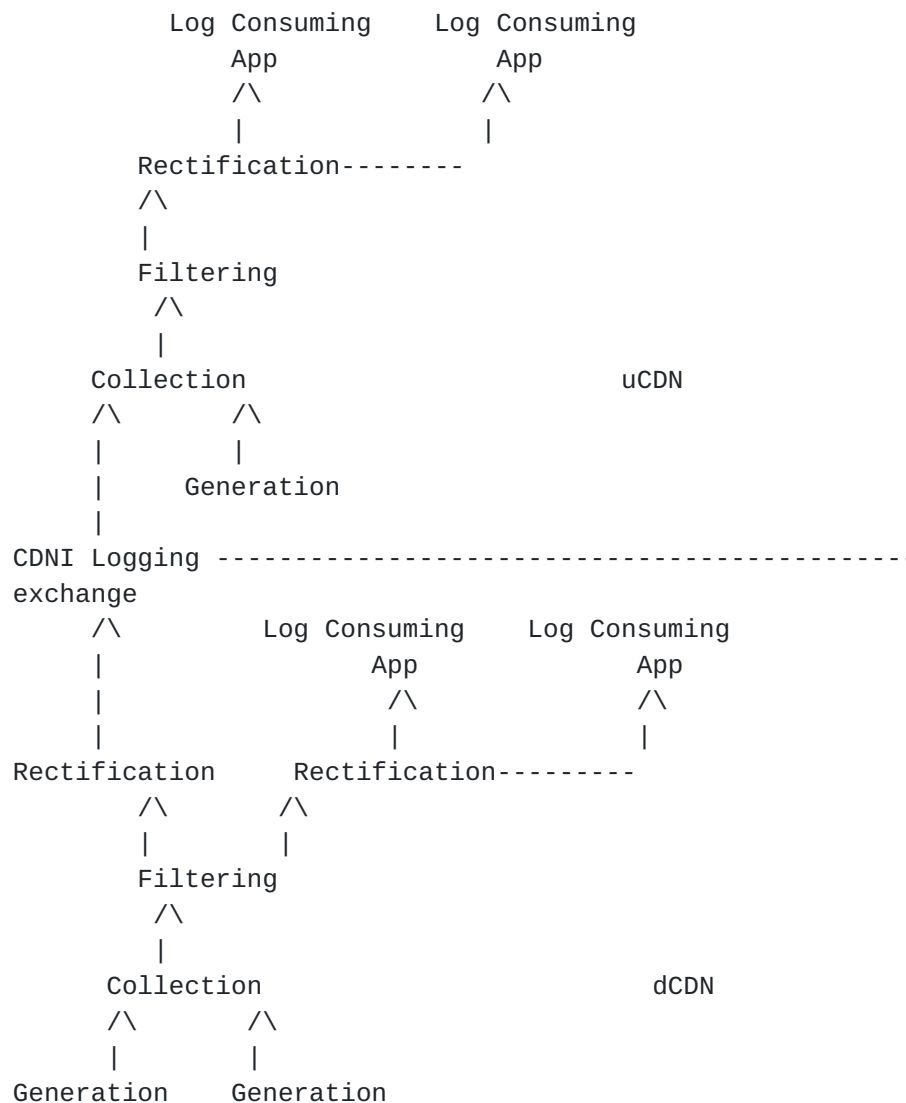 Log Consuming    Log Consuming
App              App
/\             /\
|               |
Rectification--------
/\
|
Filtering
/\
|
Collection                        uCDN
/\       /\
|        |
|     Generation
|
CDNI Logging ---------------------------------------------
exchange
/\         Log Consuming    Log Consuming
|                 App              App
|                  /\               /\
|                  |               |
Rectification     Rectification---------
/\       /\
|        |
Filtering
/\
|
Collection                         dCDN
/\        /\
|        |
Generation    Generation